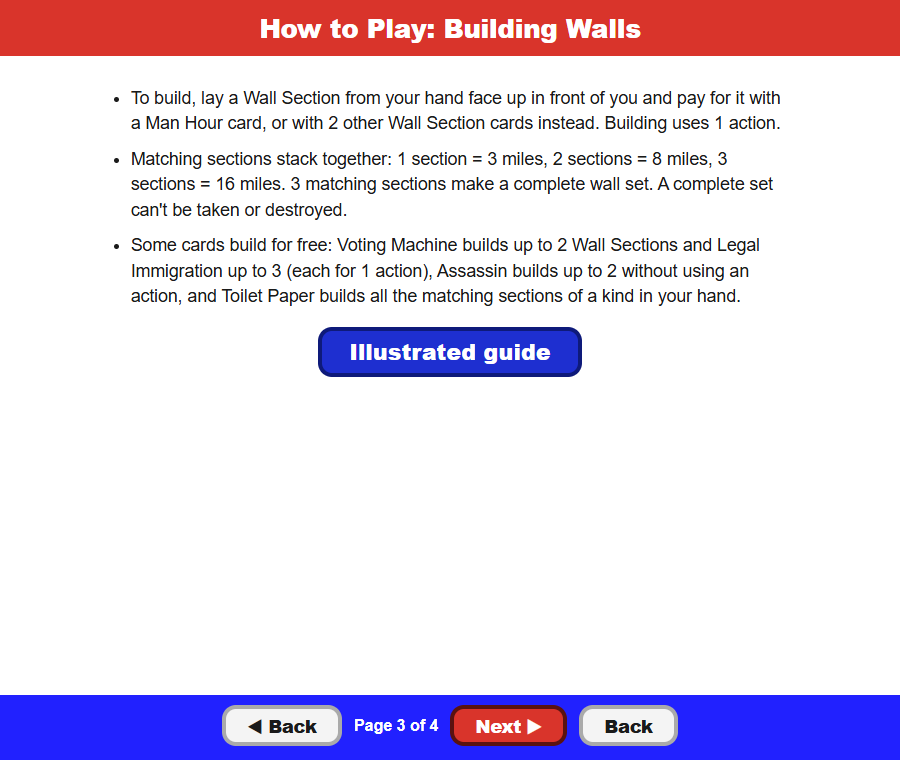 How to Play: Building Walls
• To build, lay a Wall Section from your hand face up in front of you and pay for it with
a Man Hour card, or with 2 other Wall Section cards instead. Building uses 1 action.
• Matching sections stack together: 1 section = 3 miles, 2 sections = 8 miles, 3
sections = 16 miles. 3 matching sections make a complete wall set. A complete set
can't be taken or destroyed.
• Some cards build for free: Voting Machine builds up to 2 Wall Sections and Legal
Immigration up to 3 (each for 1 action), Assassin builds up to 2 without using an
action, and Toilet Paper builds all the matching sections of a kind in your hand.
Illustrated guide
◀ Back Page 3 of 4 Next ▶ Back